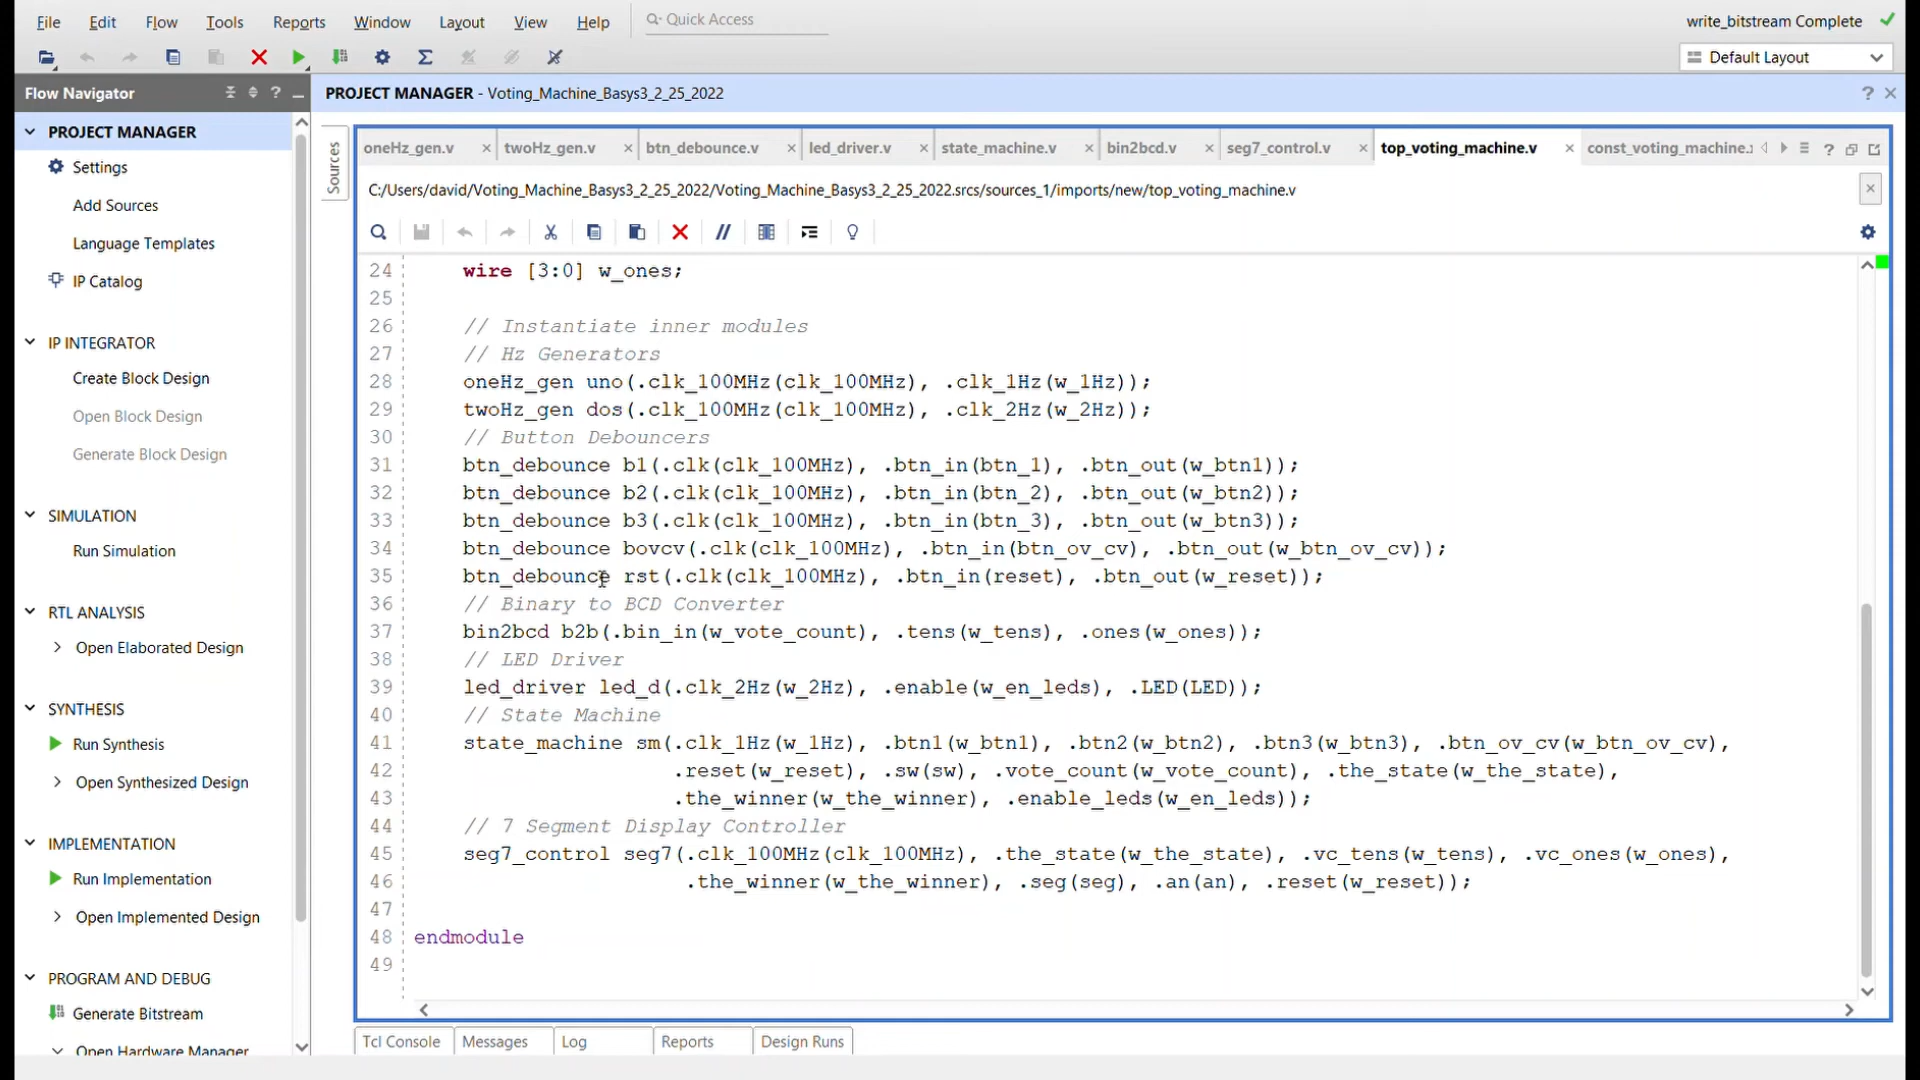 File Edit Flow Tools Reports Window Layout View Help Quick Access write_bitstream Complete
Default Layout
Flow Navigator ?
PROJECT MANAGER - Voting_Machine_Basys3_2_25_2022 ?
PROJECT MANAGER
Settings
Add Sources
Language Templates
IP Catalog
IP INTEGRATOR
Create Block Design
Open Block Design
Generate Block Design
SIMULATION
Run Simulation
RTL ANALYSIS
Open Elaborated Design
SYNTHESIS
Run Synthesis
Open Synthesized Design
IMPLEMENTATION
Run Implementation
Open Implemented Design
PROGRAM AND DEBUG
Generate Bitstream
Open Hardware Manager
Sources
oneHz_gen.v twoHz_gen.v btn_debounce.v led_driver.v state_machine.v bin2bcd.v seg7_control.v top_voting_machine.v const_voting_machine. ?
C:/Users/david/Voting_Machine_Basys3_2_25_2022/Voting_Machine_Basys3_2_25_2022.srcs/sources_1/imports/new/top_voting_machine.v
24 wire [3:0] w_ones;
25
26 // Instantiate inner modules
27 // Hz Generators
28 oneHz_gen uno(.clk_100MHz(clk_100MHz), .clk_1Hz(w_1Hz));
29 twoHz_gen dos(.clk_100MHz(clk_100MHz), .clk_2Hz(w_2Hz));
30 // Button Debouncers
31 btn_debounce b1(.clk(clk_100MHz), .btn_in(btn_1), .btn_out(w_btn1));
32 btn_debounce b2(.clk(clk_100MHz), .btn_in(btn_2), .btn_out(w_btn2));
33 btn_debounce b3(.clk(clk_100MHz), .btn_in(btn_3), .btn_out(w_btn3));
34 btn_debounce bovcv(.clk(clk_100MHz), .btn_in(btn_ov_cv), .btn_out(w_btn_ov_cv));
35 btn_debounce rst(.clk(clk_100MHz), .btn_in(reset), .btn_out(w_reset));
36 // Binary to BCD Converter
37 bin2bcd b2b(.bin_in(w_vote_count), .tens(w_tens), .ones(w_ones));
38 // LED Driver
39 led_driver led_d(.clk_2Hz(w_2Hz), .enable(w_en_leds), .LED(LED));
40 // State Machine
41 state_machine sm(.clk_1Hz(w_1Hz), .btn1(w_btn1), .btn2(w_btn2), .btn3(w_btn3), .btn_ov_cv(w_btn_ov_cv),
42 .reset(w_reset), .sw(sw), .vote_count(w_vote_count), .the_state(w_the_state),
43 .the_winner(w_the_winner), .enable_leds(w_en_leds));
44 // 7 Segment Display Controller
45 seg7_control seg7(.clk_100MHz(clk_100MHz), .the_state(w_the_state), .vc_tens(w_tens), .vc_ones(w_ones),
46 .the_winner(w_the_winner), .seg(seg), .an(an), .reset(w_reset));
47
48 endmodule
49
Tcl Console Messages Log Reports Design Runs